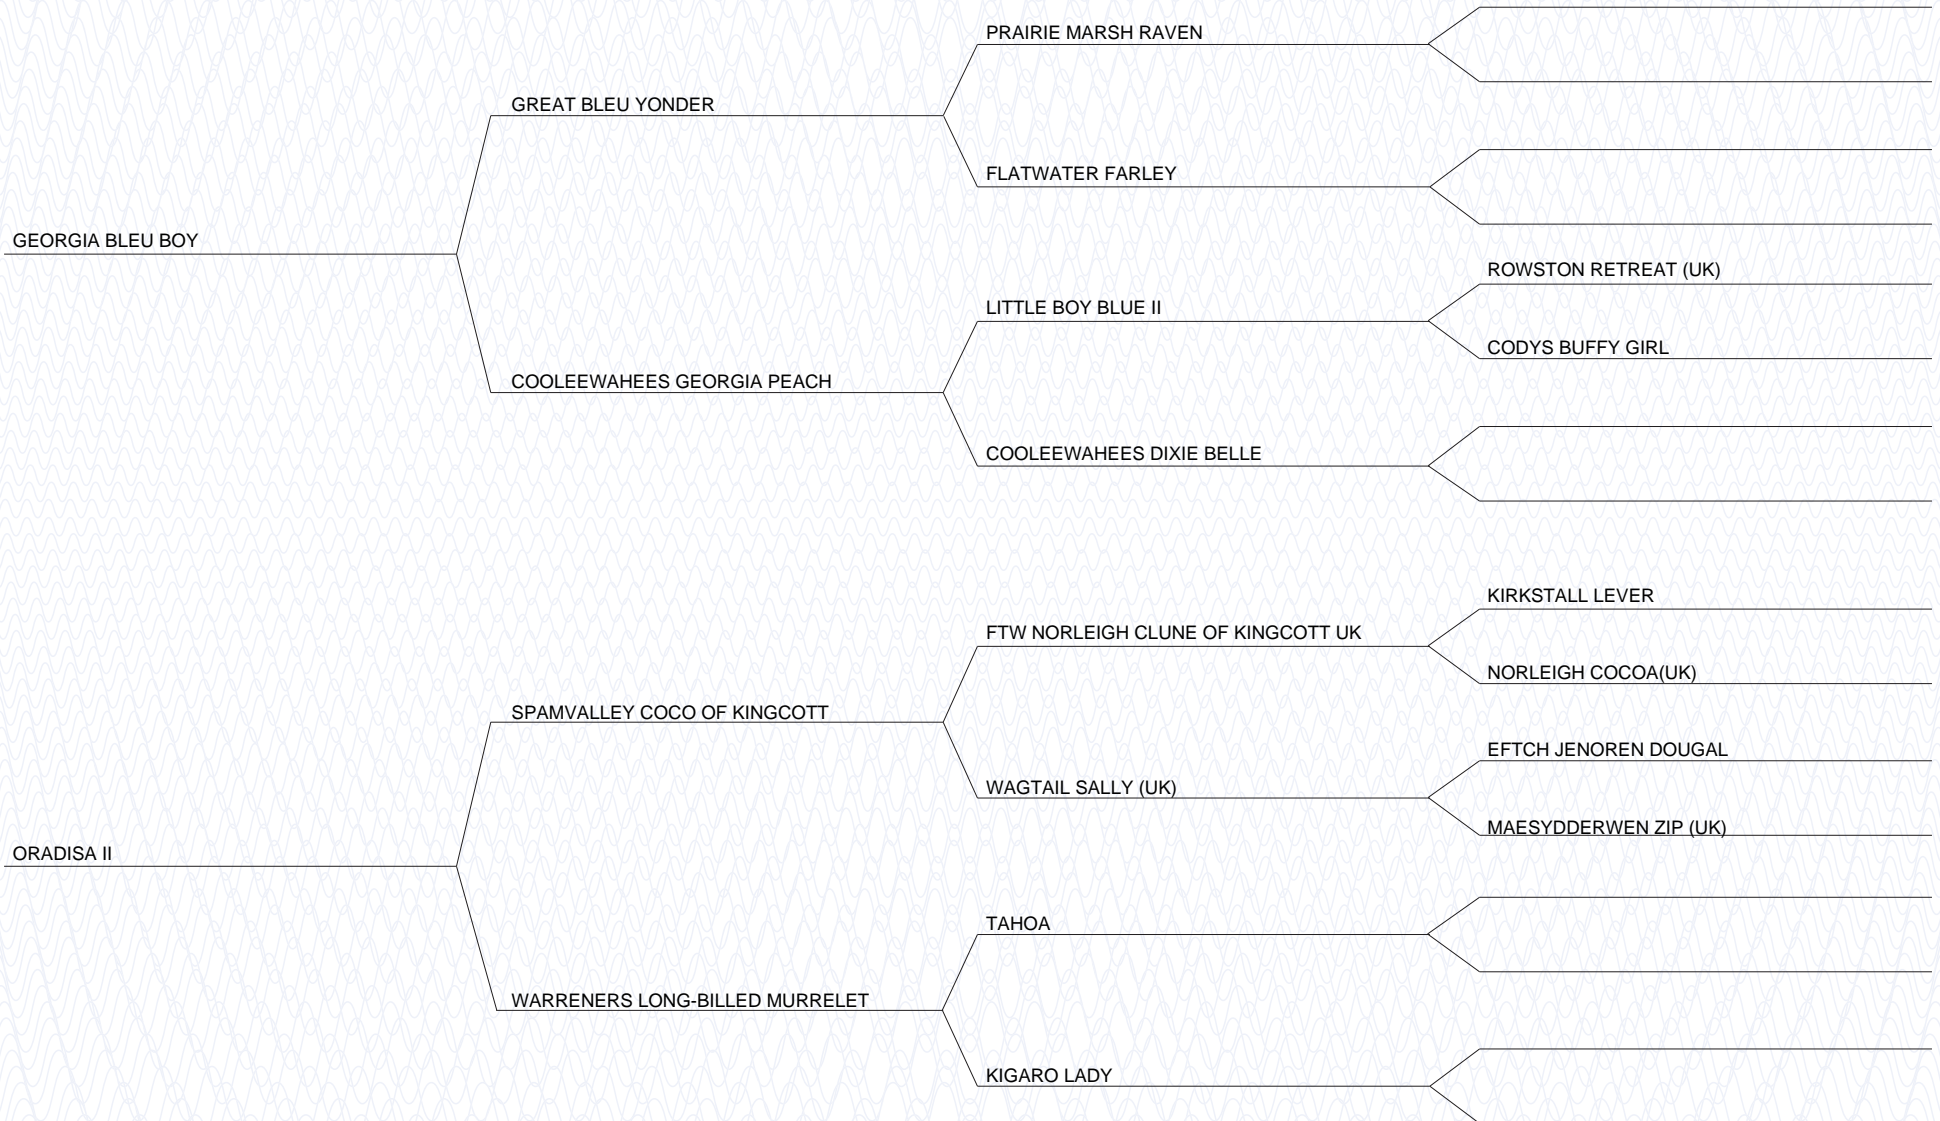 PRAIRIE MARSH RAVEN
GREAT BLEU YONDER
FLATWATER FARLEY
GEORGIA BLEU BOY
ROWSTON RETREAT (UK)
LITTLE BOY BLUE II
CODYS BUFFY GIRL
COOLEEWAHEES GEORGIA PEACH
COOLEEWAHEES DIXIE BELLE
KIRKSTALL LEVER
FTW NORLEIGH CLUNE OF KINGCOTT UK
NORLEIGH COCOA(UK)
SPAMVALLEY COCO OF KINGCOTT
EFTCH JENOREN DOUGAL
WAGTAIL SALLY (UK)
MAESYDDERWEN ZIP (UK)
ORADISA II
TAHOA
WARRENERS LONG-BILLED MURRELET
KIGARO LADY